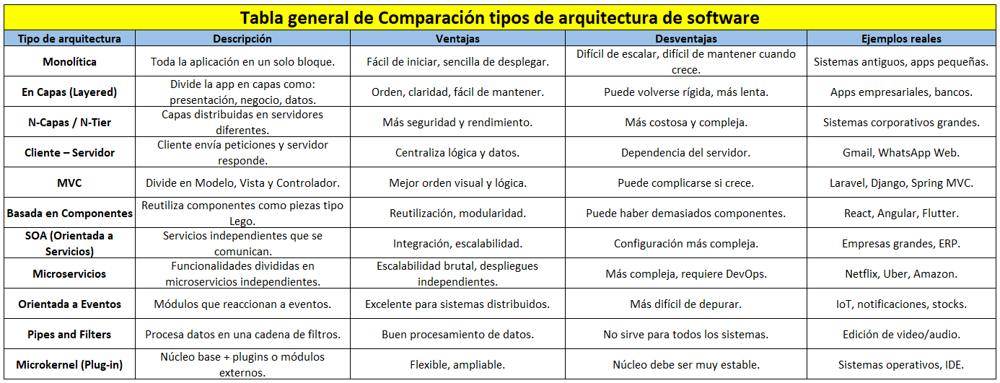 Tabla general de Comparación tipos de arquitectura de software
Tipo de arquitectura Descripción Ventajas Desventajas Ejemplos reales
Monolítica Toda la aplicación en un solo bloque. Fácil de iniciar, sencilla de desplegar. Difícil de escalar, difícil de mantener cuando
crece. Sistemas antiguos, apps pequeñas.
En Capas (Layered) Divide la app en capas como:
presentación, negocio, datos. Orden, claridad, fácil de mantener. Puede volverse rígida, más lenta. Apps empresariales, bancos.
N-Capas / N-Tier Capas distribuidas en servidores
diferentes. Más seguridad y rendimiento. Más costosa y compleja. Sistemas corporativos grandes.
Cliente – Servidor Cliente envía peticiones y servidor
responde. Centraliza lógica y datos. Dependencia del servidor. Gmail, WhatsApp Web.
MVC Divide en Modelo, Vista y Controlador. Mejor orden visual y lógica. Puede complicarse si crece. Laravel, Django, Spring MVC.
Basada en Componentes Reutiliza componentes como piezas tipo
Lego. Reutilización, modularidad. Puede haber demasiados componentes. React, Angular, Flutter.
SOA (Orientada a
Servicios) Servicios independientes que se
comunican. Integración, escalabilidad. Configuración más compleja. Empresas grandes, ERP.
Microservicios Funcionalidades divididas en
microservicios independientes. Escalabilidad brutal, despliegues
independientes. Más compleja, requiere DevOps. Netflix, Uber, Amazon.
Orientada a Eventos Módulos que reaccionan a eventos. Excelente para sistemas distribuidos. Más difícil de depurar. IoT, notificaciones, stocks.
Pipes and Filters Procesa datos en una cadena de filtros. Buen procesamiento de datos. No sirve para todos los sistemas. Edición de video/audio.
Microkernel (Plug-in) Núcleo base + plugins o módulos
externos. Flexible, ampliable. Núcleo debe ser muy estable. Sistemas operativos, IDE.